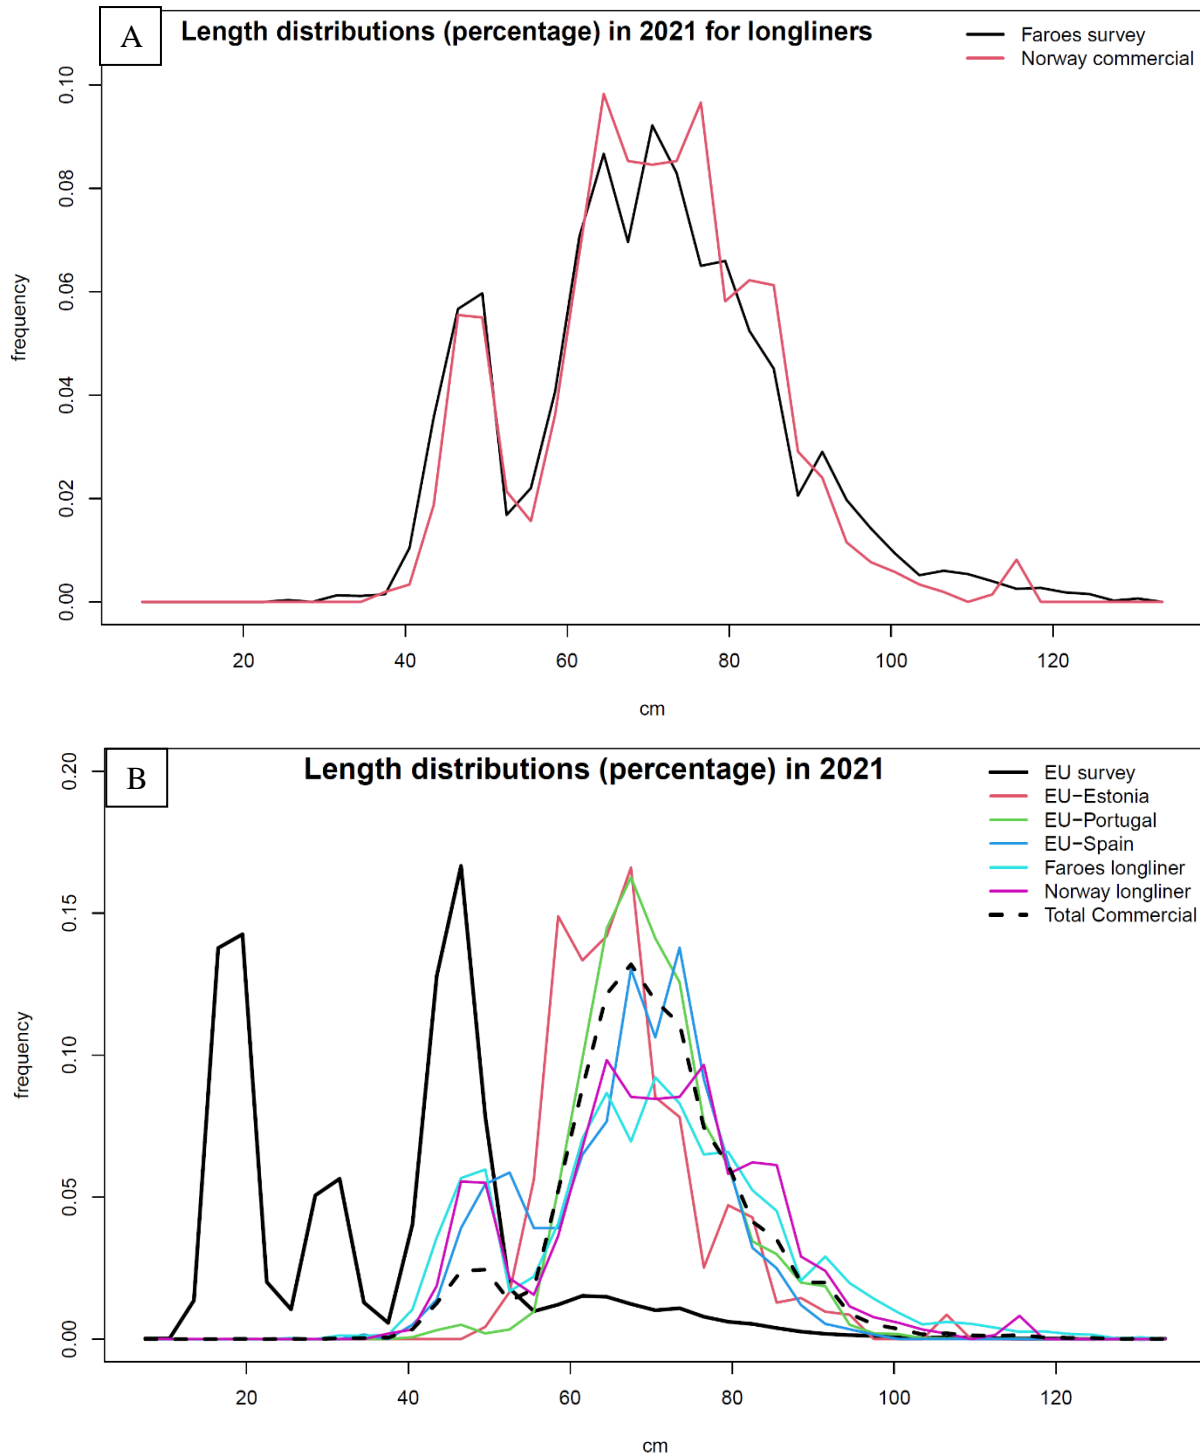 A
Length distributions (percentage) in 2021 for longliners
Faroes survey
Norway commercial
0.10
0.08
0.06
0.04
0.02
0.00
frequency
20 40 60 80 100 120
cm
B
Length distributions (percentage) in 2021
EU survey
EU−Estonia
EU−Portugal
EU−Spain
Faroes longliner
Norway longliner
Total Commercial
0.20
0.15
0.10
0.05
0.00
frequency
20 40 60 80 100 120
cm